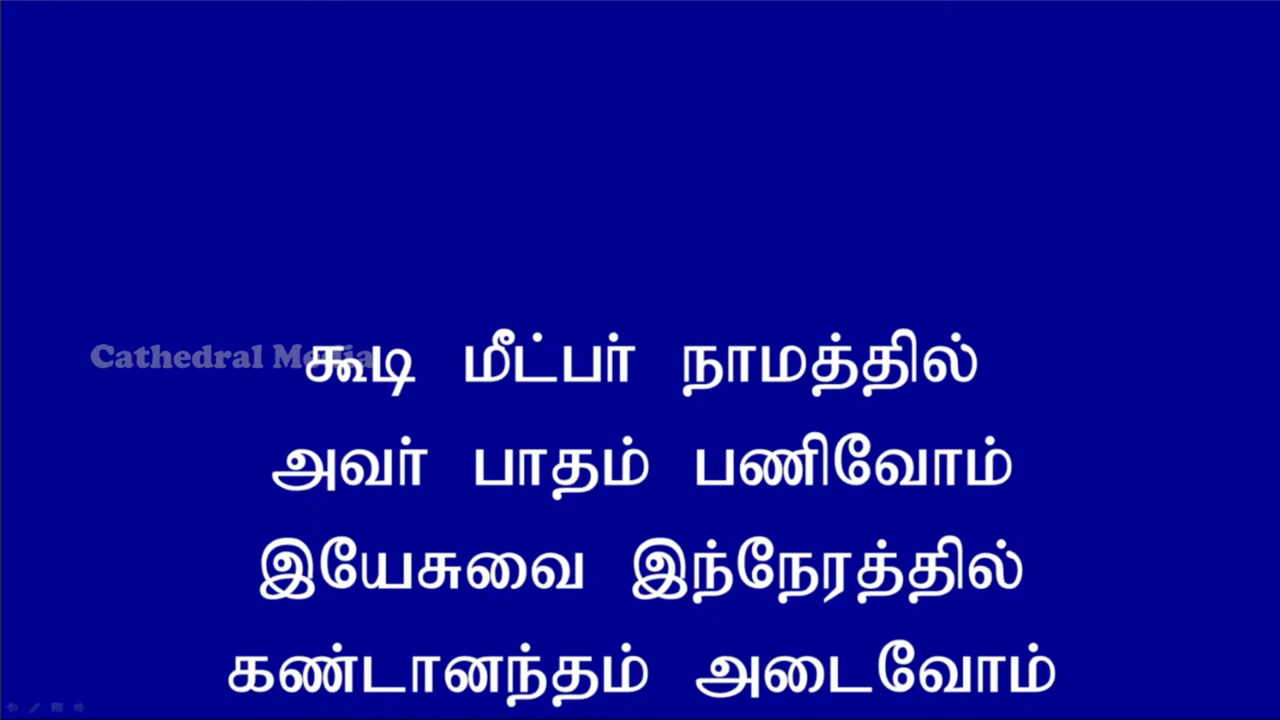 Cathedral Media
கூடி மீட்பர் நாமத்தில்
அவர் பாதம் பணிவோம்
இயேசுவை இந்நேரத்தில்
கண்டானந்தம் அடைவோம்